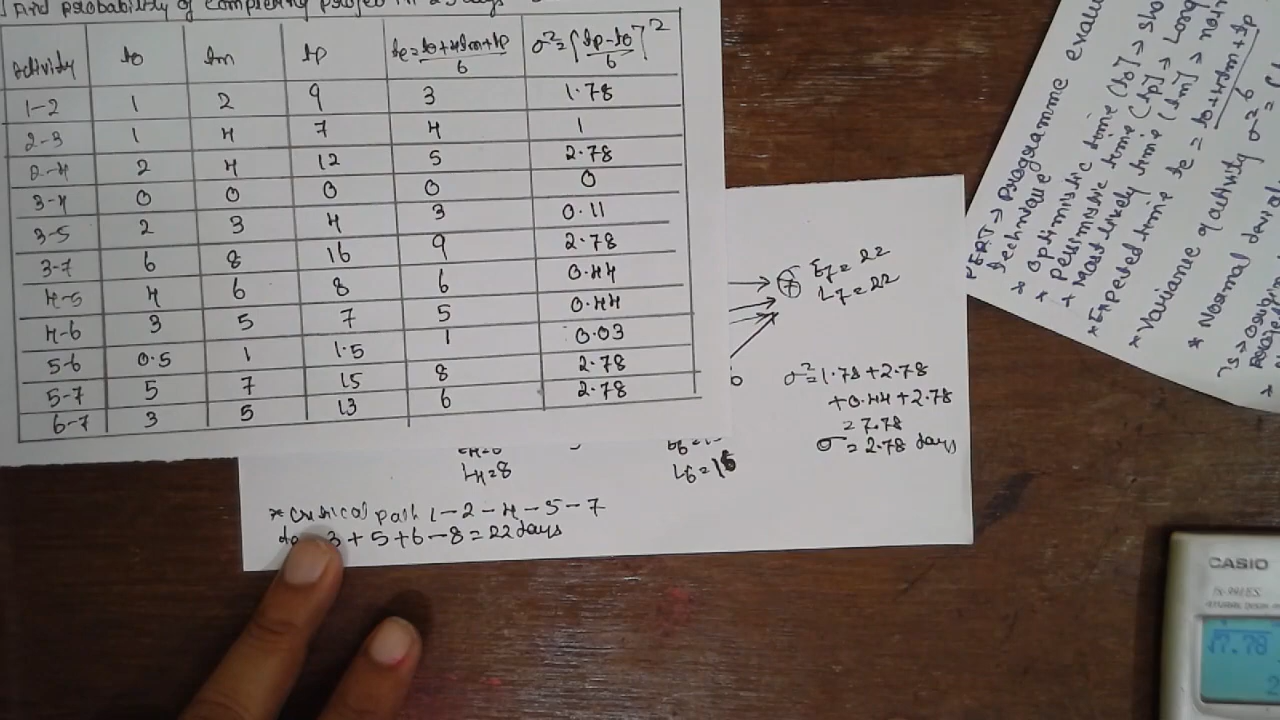 Find probability of completing project in 25 days
Activity to tm tp te = to+4tm+tp/6 σ² = [tp-to/6]²
1-2 1 2 9 3 1.78
2-3 1 4 7 4 1
2-4 2 4 12 5 2.78
3-4 0 0 0 0 0
3-5 2 3 4 3 0.11
3-7 6 8 16 9 2.78
4-5 4 6 8 6 0.44
4-6 3 5 7 5 0.44
5-6 0.5 1 1.5 1 0.03
5-7 5 7 15 8 2.78
6-7 3 5 13 6 2.78
7 E7 = 22
L7 = 22
σ² = 1.78+2.78
+0.44+2.78
= 7.78
σ = 2.78 days
L4=8
L6=16
* critical path 1-2-4-5-7
3+5+6-8=22 days
PERT → programme evalu
technique
* optimistic time (to) → sho
* pessimistic time (tp) → Long
* Most likely time (tm) → nor
* Expected time te = to+4tm+tp
6
* Variance of activity σ² =
* Normal devia
Ts →
CASIO
fx-991ES
√7.78
2